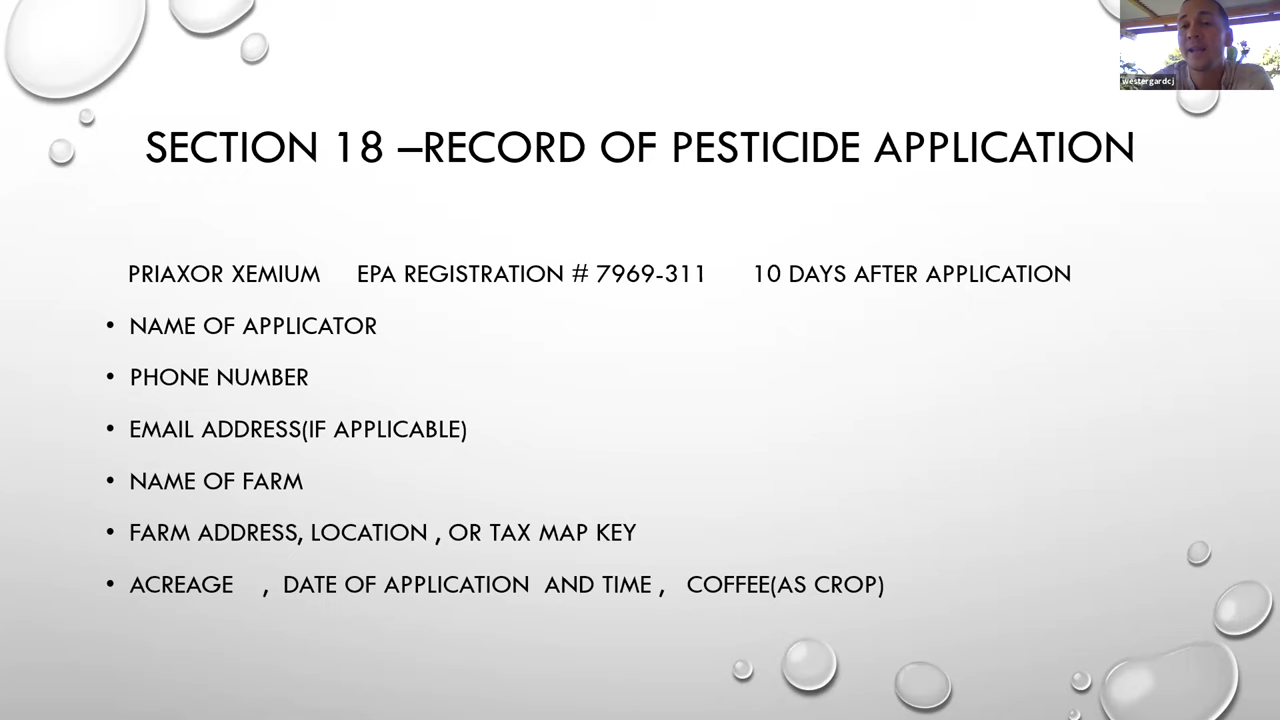 westergardcj
SECTION 18 –RECORD OF PESTICIDE APPLICATION
PRIAXOR XEMIUM EPA REGISTRATION # 7969-311 10 DAYS AFTER APPLICATION
• NAME OF APPLICATOR
• PHONE NUMBER
• EMAIL ADDRESS(IF APPLICABLE)
• NAME OF FARM
• FARM ADDRESS, LOCATION , OR TAX MAP KEY
• ACREAGE , DATE OF APPLICATION AND TIME , COFFEE(AS CROP)